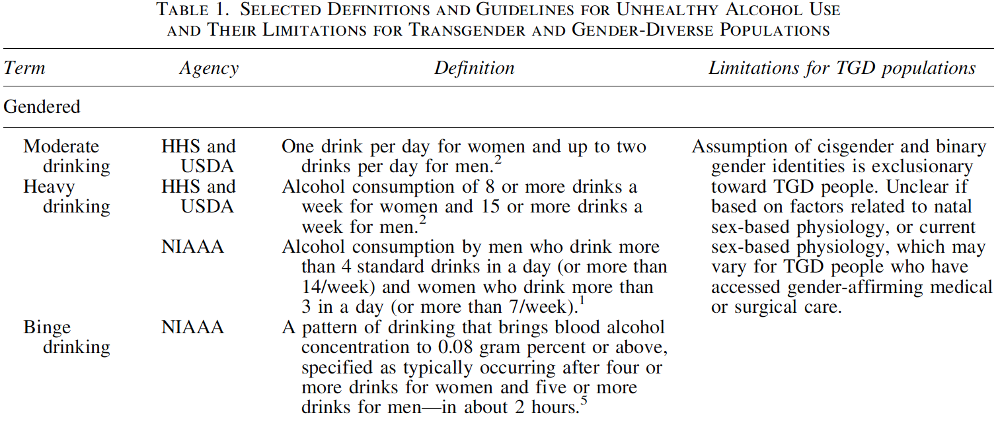 TABLE 1. SELECTED DEFINITIONS AND GUIDELINES FOR UNHEALTHY ALCOHOL USE
AND THEIR LIMITATIONS FOR TRANSGENDER AND GENDER-DIVERSE POPULATIONS
Term Agency Definition Limitations for TGD populations
Gendered
Moderate drinking
HHS and USDA
One drink per day for women and up to two
drinks per day for men.2
Heavy drinking
HHS and USDA
Alcohol consumption of 8 or more drinks a
week for women and 15 or more drinks a
week for men.2
NIAAA
Alcohol consumption by men who drink more
than 4 standard drinks in a day (or more than
14/week) and women who drink more than
3 in a day (or more than 7/week).1
Binge drinking
NIAAA
A pattern of drinking that brings blood alcohol
concentration to 0.08 gram percent or above,
specified as typically occurring after four or
more drinks for women and five or more
drinks for men—in about 2 hours.5
Assumption of cisgender and binary
gender identities is exclusionary
toward TGD people. Unclear if
based on factors related to natal
sex-based physiology, or current
sex-based physiology, which may
vary for TGD people who have
accessed gender-affirming medical
or surgical care.